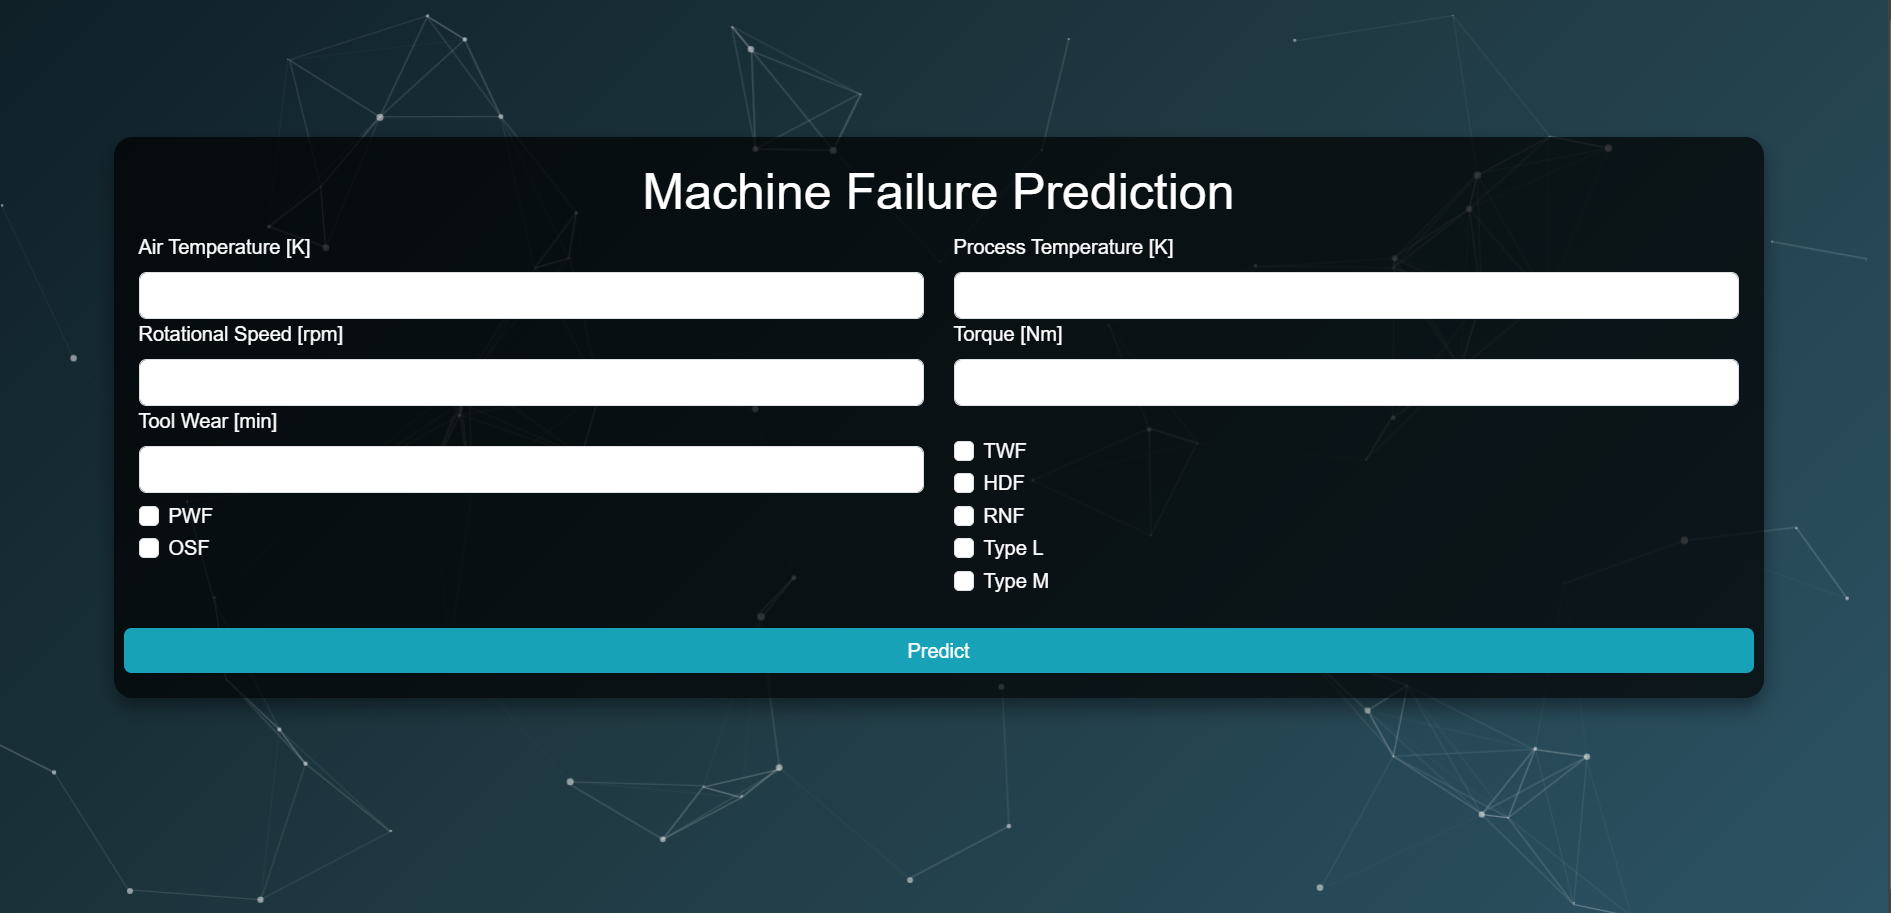 Machine Failure Prediction
Air Temperature [K]
Process Temperature [K]
Rotational Speed [rpm]
Torque [Nm]
Tool Wear [min]
TWF
HDF
PWF
RNF
OSF
Type L
Type M
Predict